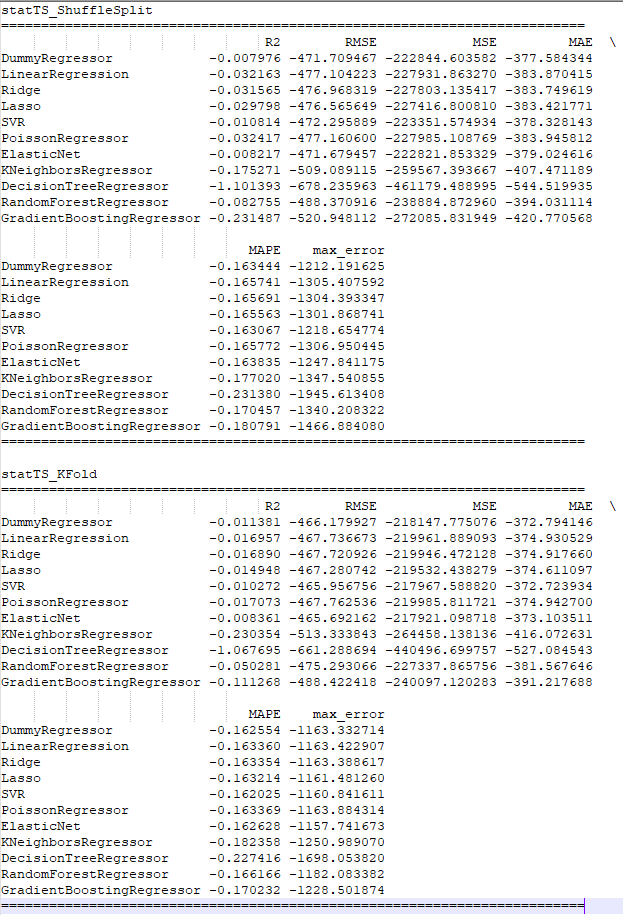 statTS_ShuffleSplit
=========================================================================
R2 RMSE MSE MAE \
DummyRegressor -0.007976 -471.709467 -222844.603582 -377.584344
LinearRegression -0.032163 -477.104223 -227931.863270 -383.870415
Ridge -0.031565 -476.968319 -227803.135417 -383.749619
Lasso -0.029798 -476.565649 -227416.800810 -383.421771
SVR -0.010814 -472.295889 -223351.574934 -378.328143
PoissonRegressor -0.032417 -477.160600 -227985.108769 -383.945812
ElasticNet -0.008217 -471.679457 -222821.853329 -379.024616
KNeighborsRegressor -0.175271 -509.089115 -259567.393667 -407.471189
DecisionTreeRegressor -1.101393 -678.235963 -461179.488995 -544.519935
RandomForestRegressor -0.082755 -488.370916 -238884.872960 -394.031114
GradientBoostingRegressor -0.231487 -520.948112 -272085.831949 -420.770568
MAPE max_error
DummyRegressor -0.163444 -1212.191625
LinearRegression -0.165741 -1305.407592
Ridge -0.165691 -1304.393347
Lasso -0.165563 -1301.868741
SVR -0.163067 -1218.654774
PoissonRegressor -0.165772 -1306.950445
ElasticNet -0.163835 -1247.841175
KNeighborsRegressor -0.177020 -1347.540855
DecisionTreeRegressor -0.231380 -1945.613408
RandomForestRegressor -0.170457 -1340.208322
GradientBoostingRegressor -0.180791 -1466.884080
=========================================================================
statTS_KFold
=========================================================================
R2 RMSE MSE MAE \
DummyRegressor -0.011381 -466.179927 -218147.775076 -372.794146
LinearRegression -0.016957 -467.736673 -219961.889093 -374.930529
Ridge -0.016890 -467.720926 -219946.472128 -374.917660
Lasso -0.014948 -467.280742 -219532.438279 -374.611097
SVR -0.010272 -465.956756 -217967.588820 -372.723934
PoissonRegressor -0.017073 -467.762536 -219985.811721 -374.942700
ElasticNet -0.008361 -465.692162 -217921.098718 -373.103511
KNeighborsRegressor -0.230354 -513.333843 -264458.138136 -416.072631
DecisionTreeRegressor -1.067695 -661.288694 -440496.699757 -527.084543
RandomForestRegressor -0.050281 -475.293066 -227337.865756 -381.567646
GradientBoostingRegressor -0.111268 -488.422418 -240097.120283 -391.217688
MAPE max_error
DummyRegressor -0.162554 -1163.332714
LinearRegression -0.163360 -1163.422907
Ridge -0.163354 -1163.388617
Lasso -0.163214 -1161.481260
SVR -0.162025 -1160.841611
PoissonRegressor -0.163369 -1163.884314
ElasticNet -0.162628 -1157.741673
KNeighborsRegressor -0.182358 -1250.989070
DecisionTreeRegressor -0.227416 -1698.053820
RandomForestRegressor -0.166166 -1182.083382
GradientBoostingRegressor -0.170232 -1228.501874
=========================================================================